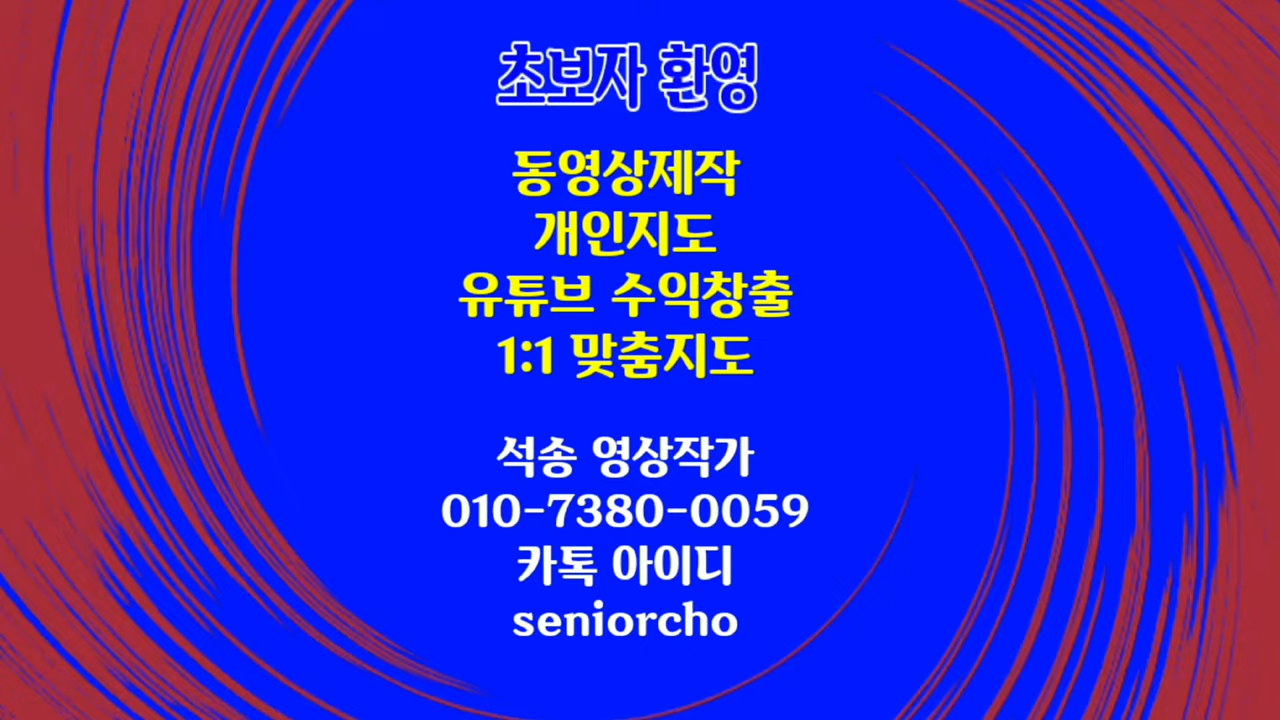 초보자 환영
동영상제작
개인지도
유튜브 수익창출
1:1 맞춤지도
석송 영상작가
010-7380-0059
카톡 아이디
seniorcho